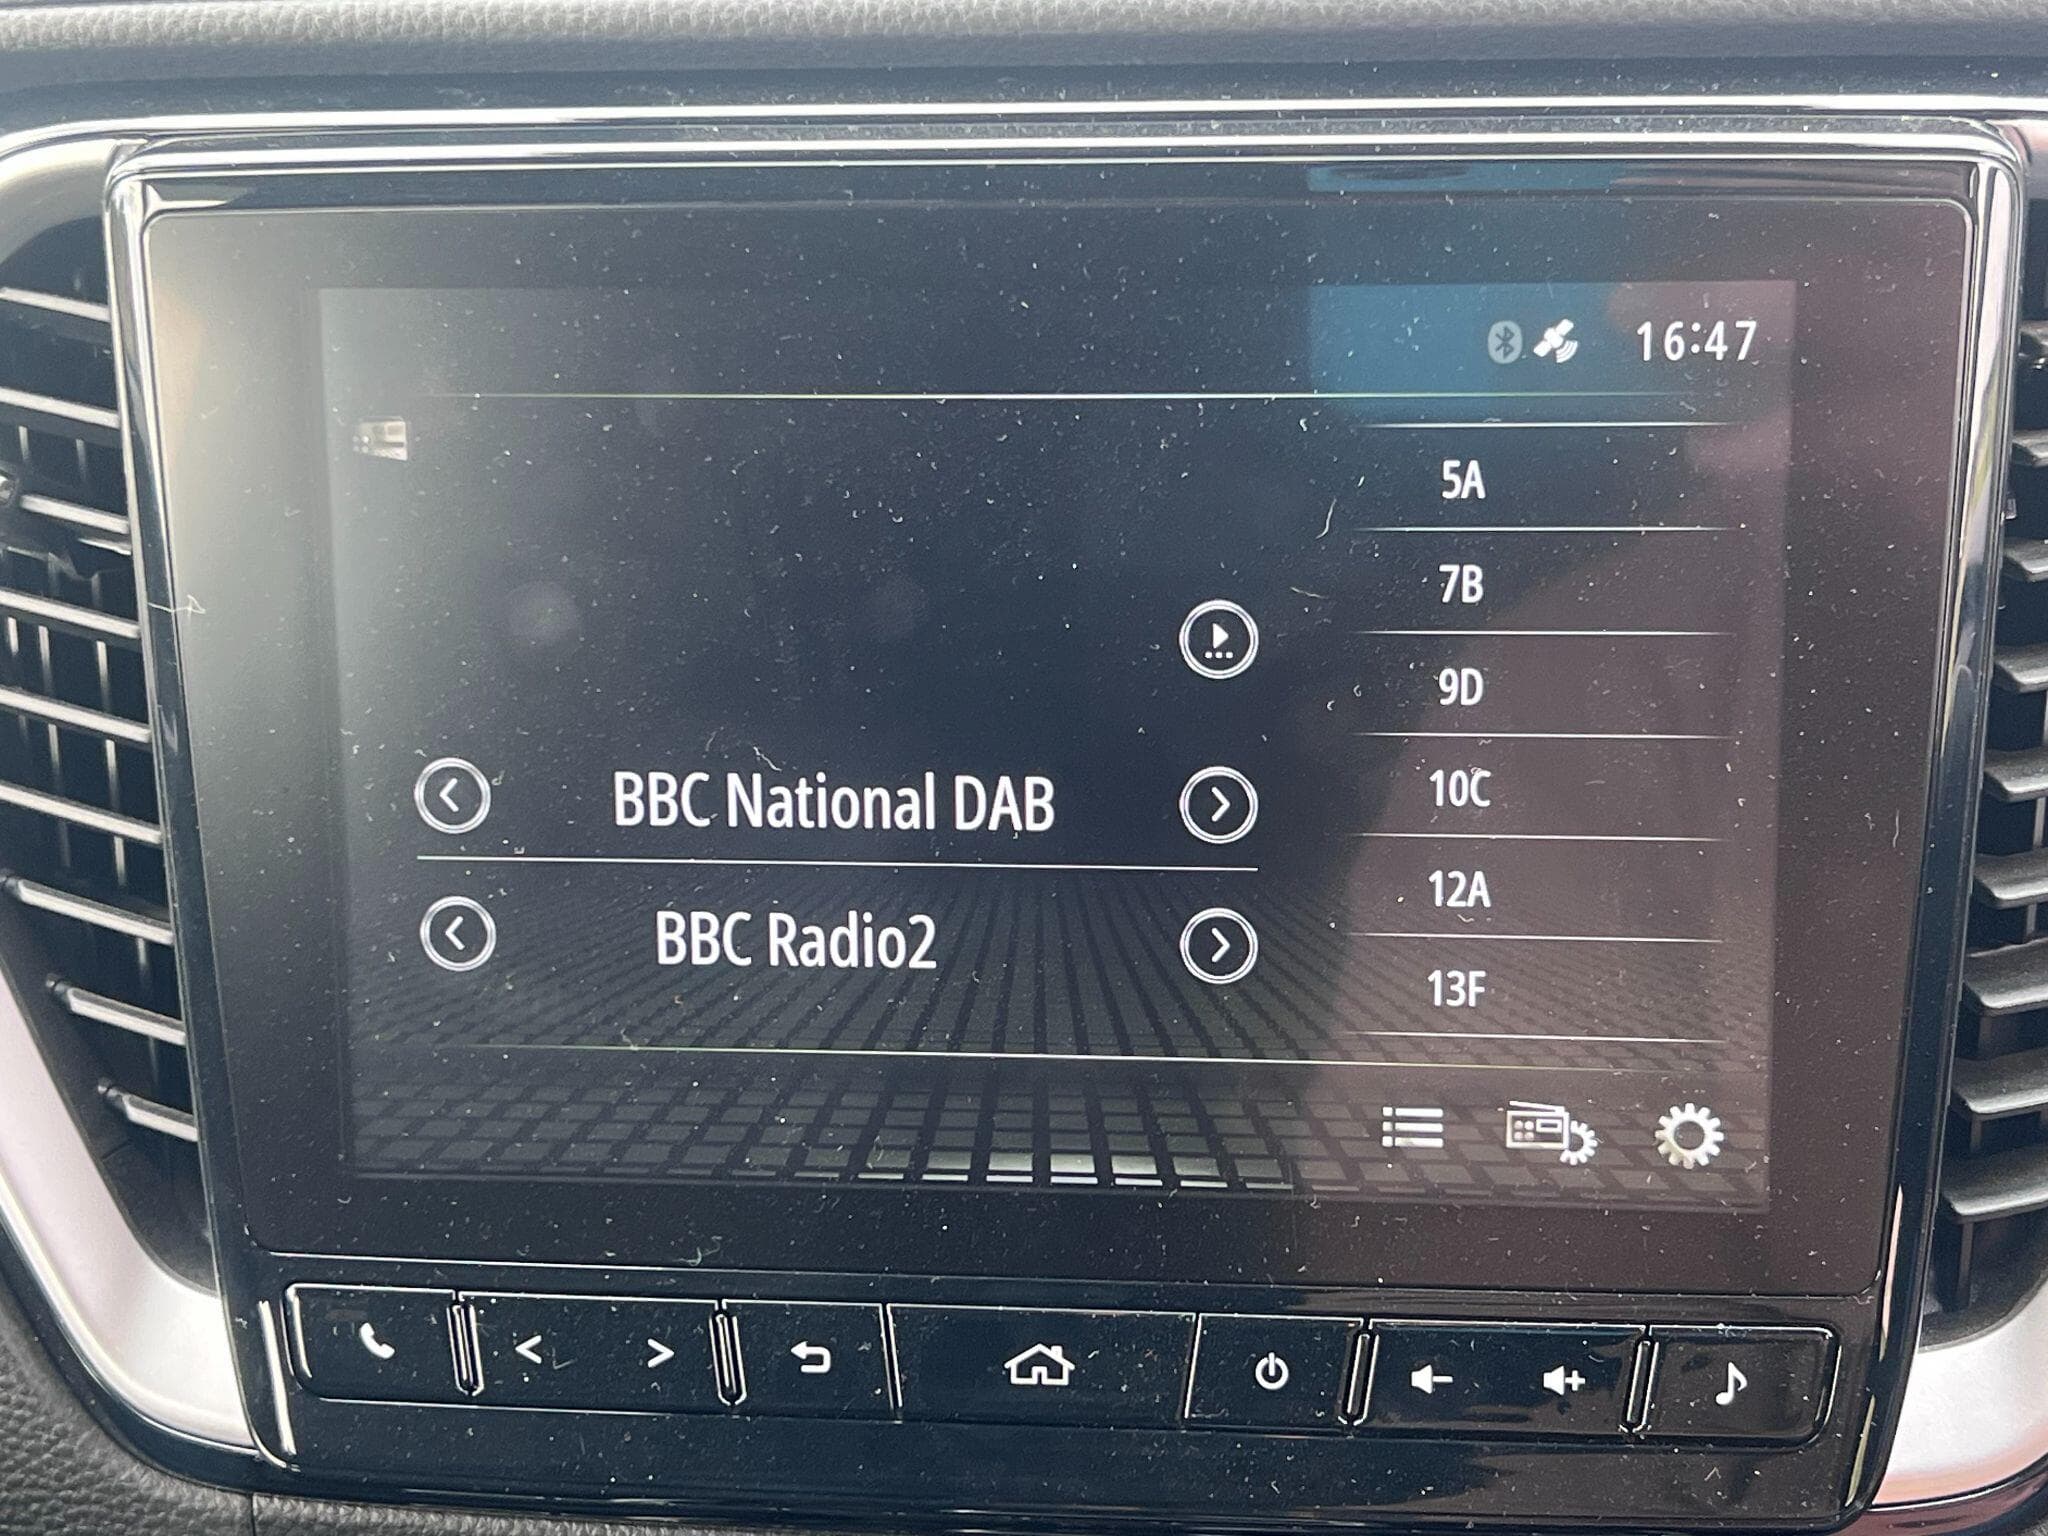 16:47
5A
7B
9D
10C
12A
13F
BBC National DAB
BBC Radio2